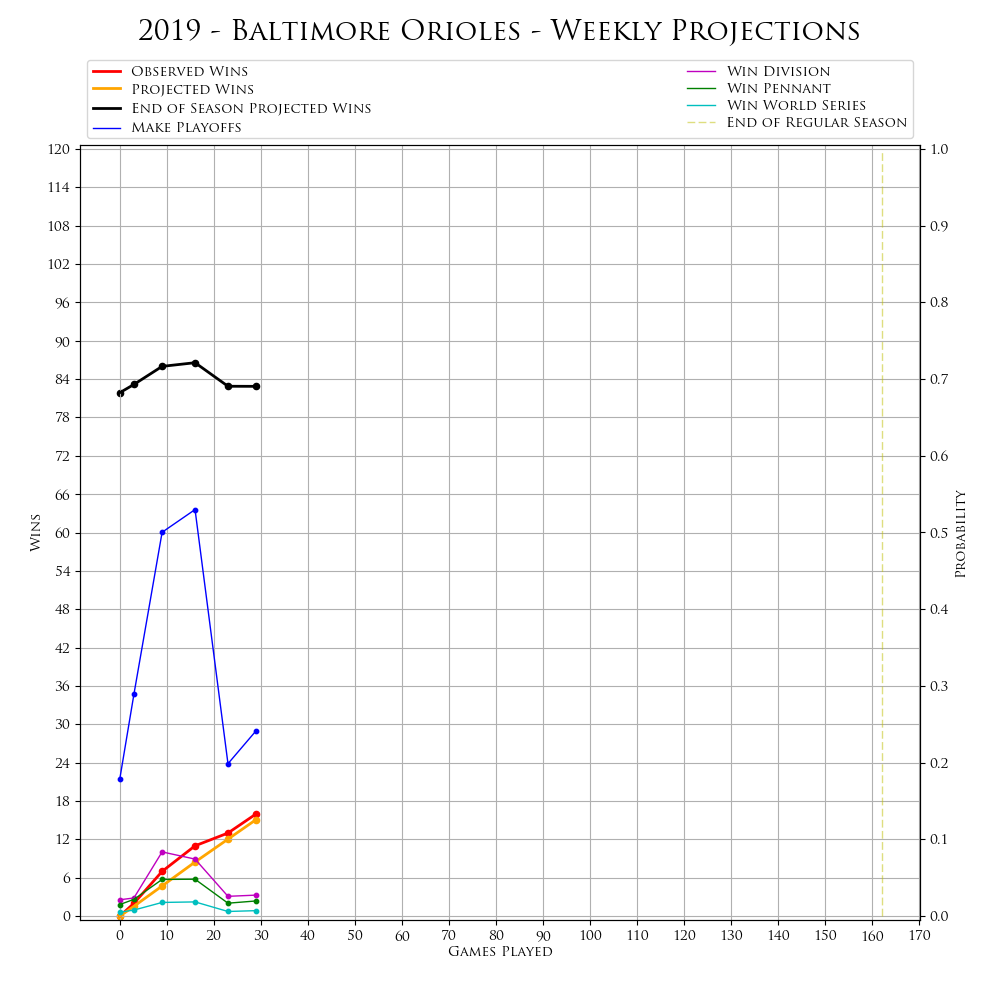 2019 - Baltimore Orioles - Weekly Projections
Observed Wins
Projected Wins
End of Season Projected Wins
Make Playoffs
Win Division
Win Pennant
Win World Series
End of Regular Season
120
114
108
102
96
90
84
78
72
66
60
54
48
42
36
30
24
18
12
6
0
Wins
1.0
0.9
0.8
0.7
0.6
0.5
0.4
0.3
0.2
0.1
0.0
Probability
0 10 20 30 40 50 60 70 80 90 100 110 120 130 140 150 160 170
Games Played